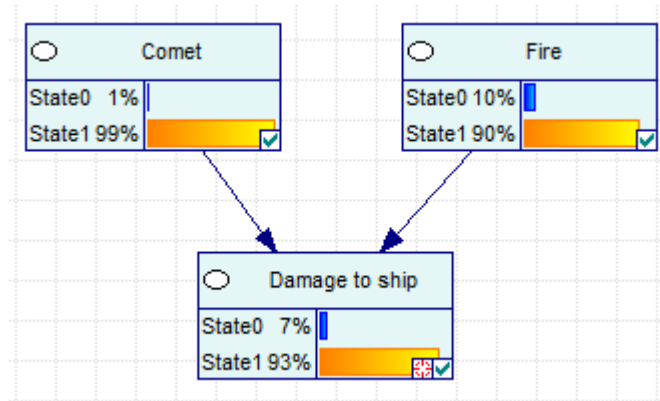 Comet
State0 1%
State1 99%
Fire
State0 10%
State1 90%
Damage to ship
State0 7%
State1 93%